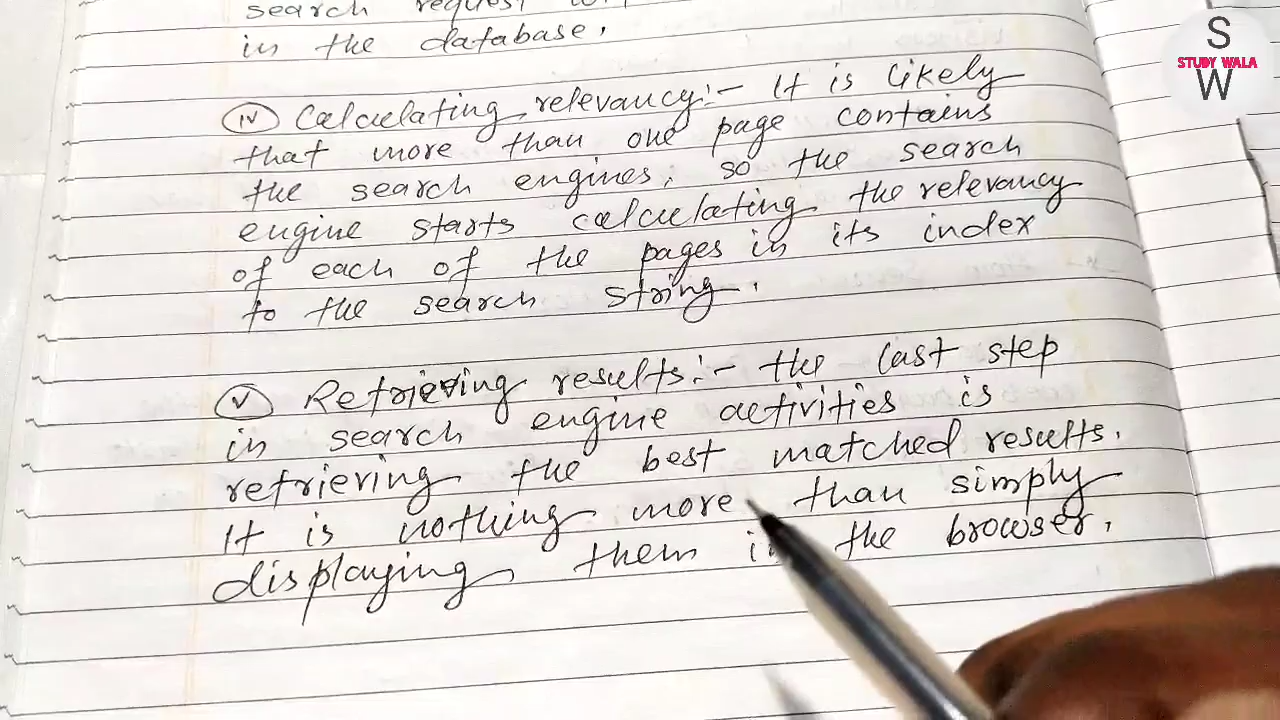 search request
in the database.
(iv) Calculating relevancy:- It is likely
that more than one page contains
the search engines, so the search
engine starts calculating the relevancy
of each of the pages in its index
to the search string.
(v) Retrieving results:- the last step
in search engine activities is
retrieving the best matched results.
It is nothing more than simply
displaying them in the browser.
S
STUDY WALA
W